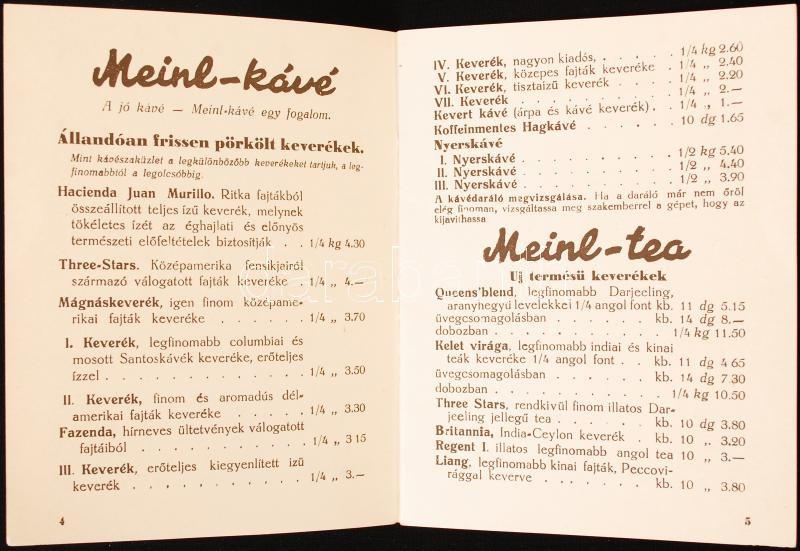 Meinl-kávé
A jó kávé — Meinl-kávé egy fogalom.
Állandóan frissen pörkölt keverékek.
Mint kávészaküzlet a legkülönbözőbb keverékeket tartjuk, a leg-
finomabbtól a legolcsóbbig.
Hacienda Juan Murillo. Ritka fajtákból
összeállított teljes ízű keverék, melynek
tökéletes ízét az éghajlati és előnyös
természeti előfeltételek biztosítják . . 1/4 kg 4.30
Three-Stars. Középamerika fensikjairól
származó válogatott fajták keveréke . 1/4 „ 4.—
Mágnáskeverék, igen finom középame-
rikai fajták keveréke . . . . . . 1/4 „ 3.70
I. Keverék, legfinomabb columbiai és
mosott Santoskávék keveréke, erőteljes
ízzel . . . . . . . . . . . 1/4 „ 3.50
II. Keverék, finom és aromadús dél-
amerikai fajták keveréke . . . . . 1/4 „ 3.30
Fazenda, hírneves ültetvények válogatott
fajtáiból . . . . . . . . . . 1/4 „ 3 15
III. Keverék, erőteljes kiegyenlített izü
keverék . . . . . . . . . . 1/4 „ 3.—
4
IV. Keverék, nagyon kiadós, . . . . . 1/4 kg 2.60
V. Keverék, közepes fajták keveréke . 1/4 „ 2.40
VI. Keverék, tisztaizü keverék . . . . 1/4 „ 2.20
VII. Keverék . . . . . . . . . 1/4 „ 2.—
Kevert kávé (árpa és kávé keverék) . . 1/4 „ 1.—
Koffeinmentes Hagkávé . . . . . 10 dg 1.65
Nyerskávé
I. Nyerskávé . . . . . . . . 1/2 kg 5,40
II. Nyerskávé . . . . . . . . 1/2 „ 4.40
III. Nyerskávé . . . . . . . . 1/2 „ 3.90
A kávédaráló megvizsgálása. Ha a daráló már nem őröl
elég finoman, vizsgáltassa meg szakemberrel a gépet, hogy az
kijavithassa
Meinl-tea
Uj termésü keverékek
Queens'blend, legfinomabb Darjeeling,
aranyhegyű levelekkel 1/4 angol font kb. 11 dg 5.15
üvegcsomagolásban . . . . . kb. 14 dg 8.—
dobozban . . . . . . . . . 1/4 kg 11.50
Kelet virága, legfinomabb indiai és kinai
teák keveréke 1/4 angol font . . kb. 11 dg 4 65
üvegcsomagolásban . . . . . kb. 14 dg 7 30
dobozban . . . . . . . . . 1/4 kg 10.50
Three Stars, rendkivül finom illatos Dar-
jeeling jellegű tea . . . . . kb. 10 dg 3.80
Britannia, India-Ceylon keverék . kb. 10 „ 3.20
Regent I. illatos legfinomabb angol tea 10 „ 3.—
Liang, legfinomabb kinai fajták, Peccovi-
rággal keverve . . . . . . kb. 10 „ 3.80
5